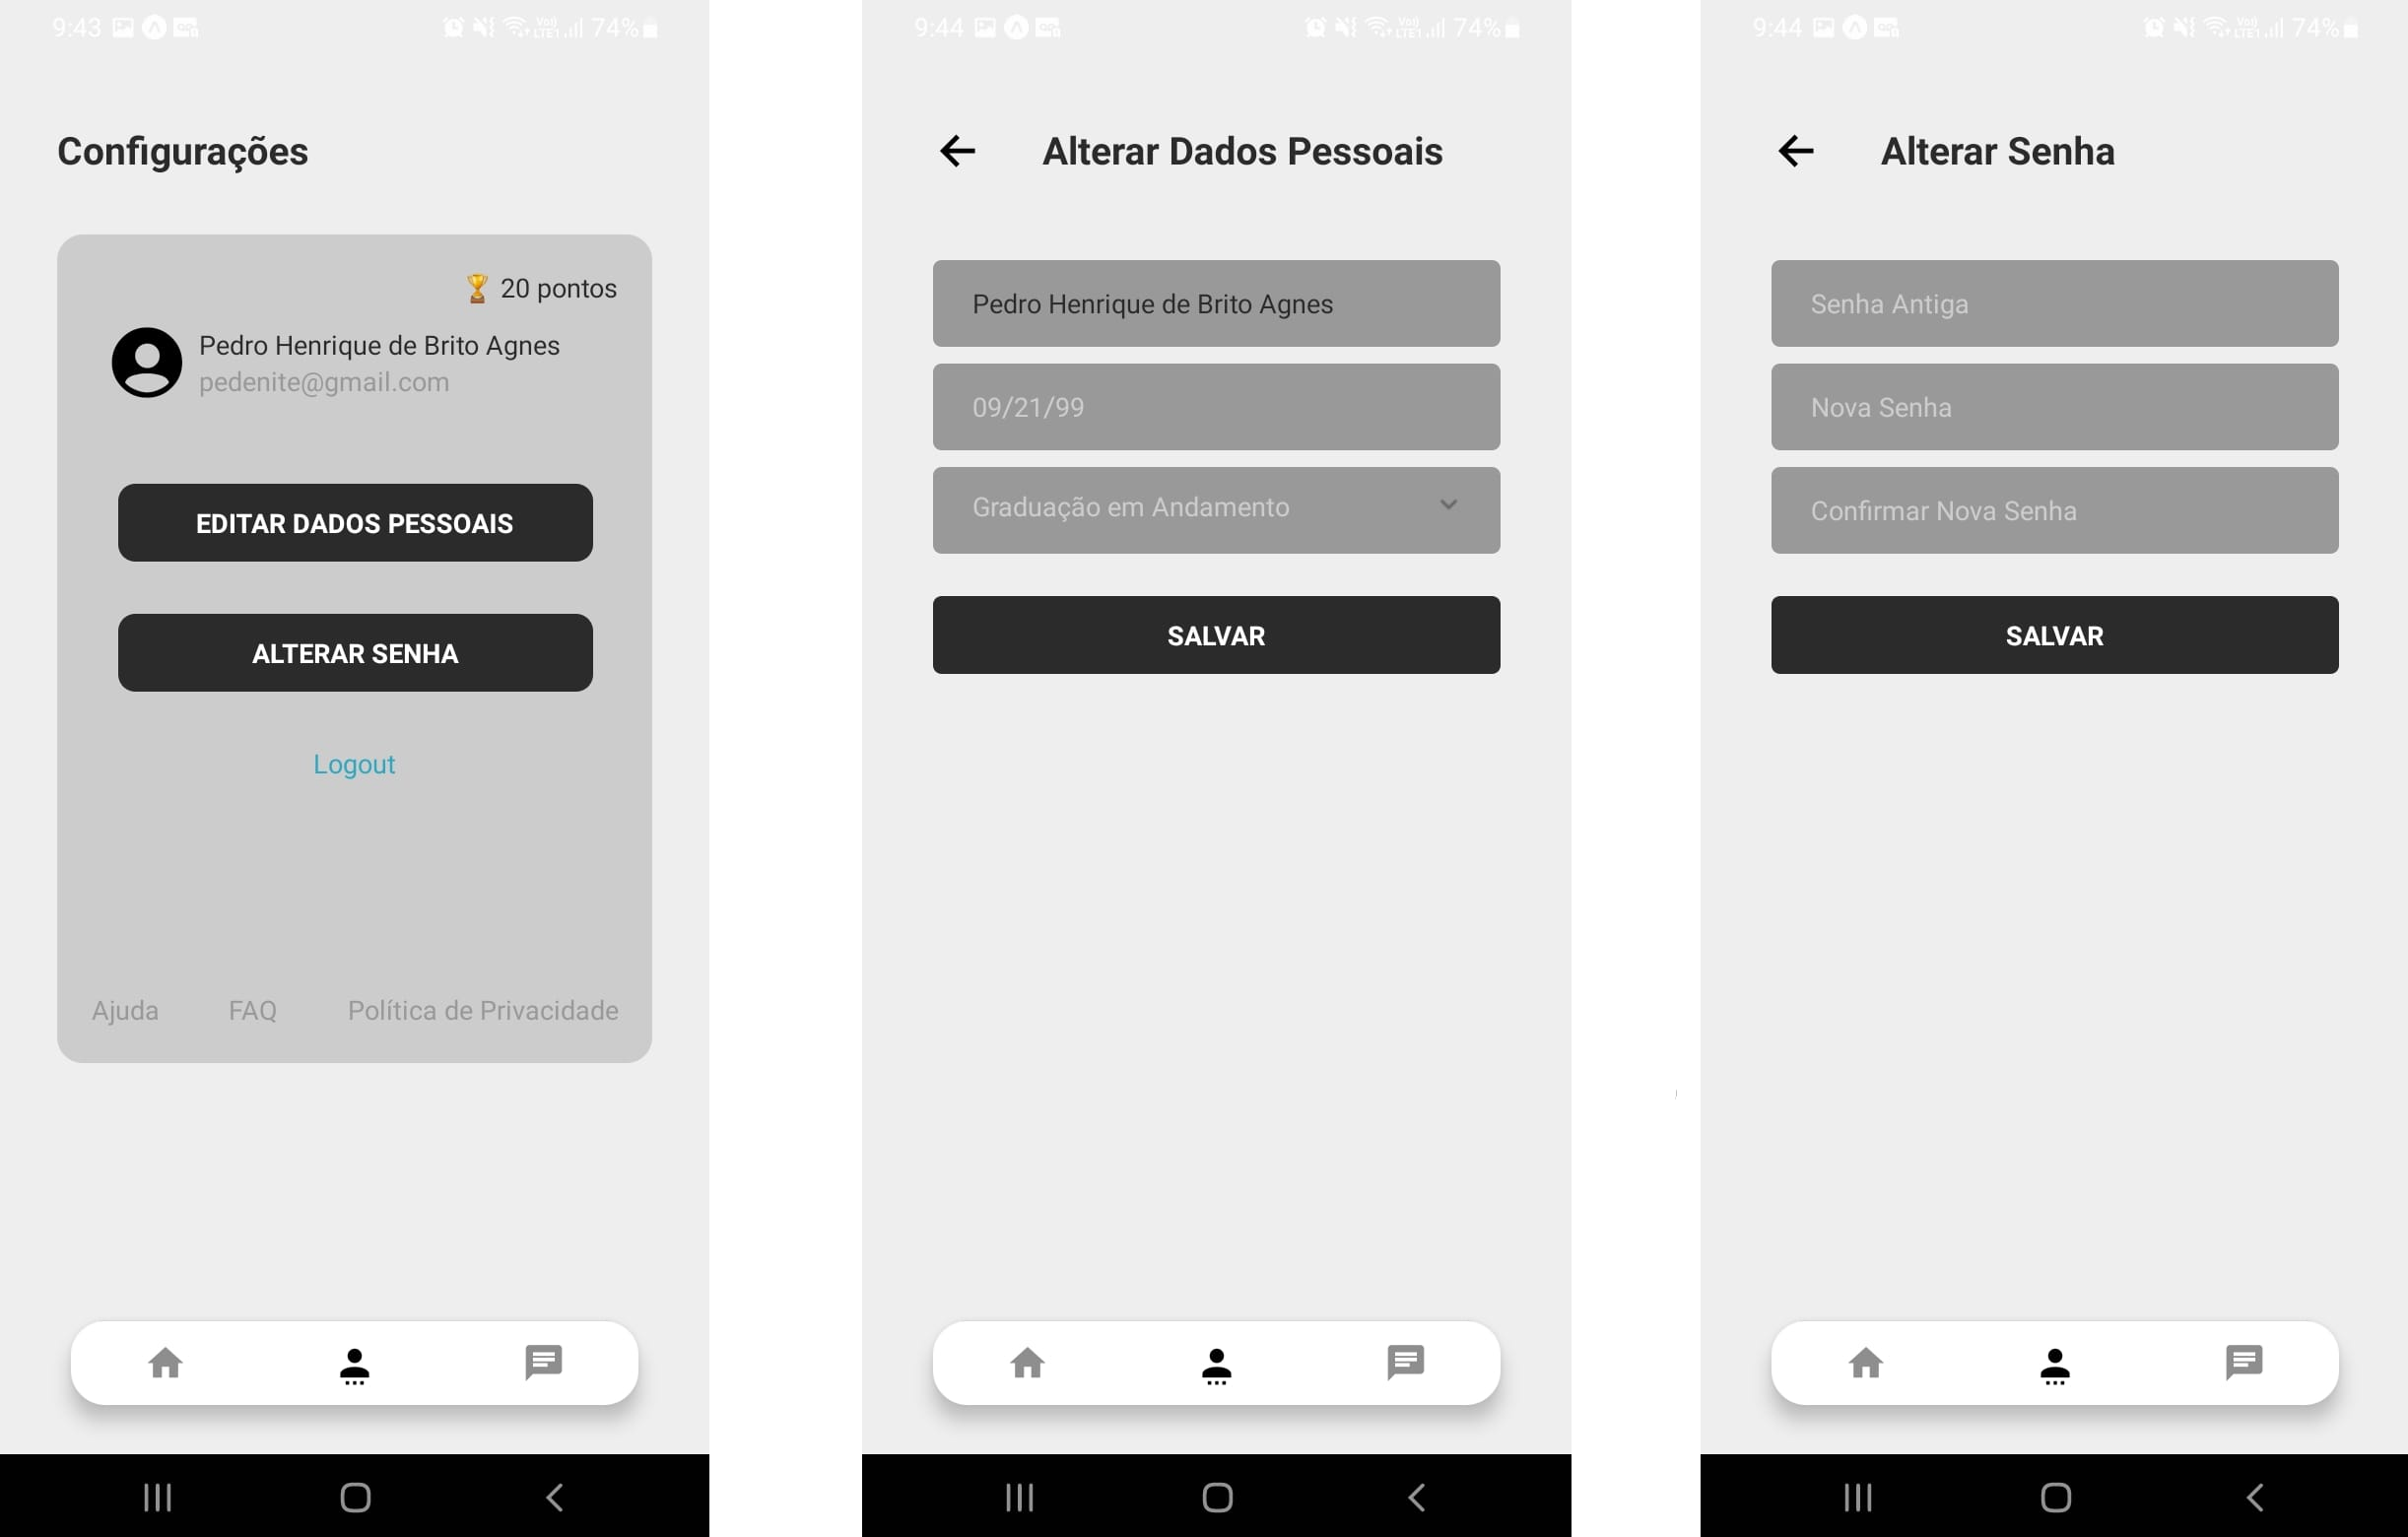 9:43
74%
Configurações
20 pontos
Pedro Henrique de Brito Agnes
pedenite@gmail.com
EDITAR DADOS PESSOAIS
ALTERAR SENHA
Logout
Ajuda FAQ Política de Privacidade
9:44
74%
Alterar Dados Pessoais
Pedro Henrique de Brito Agnes
09/21/99
Graduação em Andamento
SALVAR
9:44
74%
Alterar Senha
Senha Antiga
Nova Senha
Confirmar Nova Senha
SALVAR